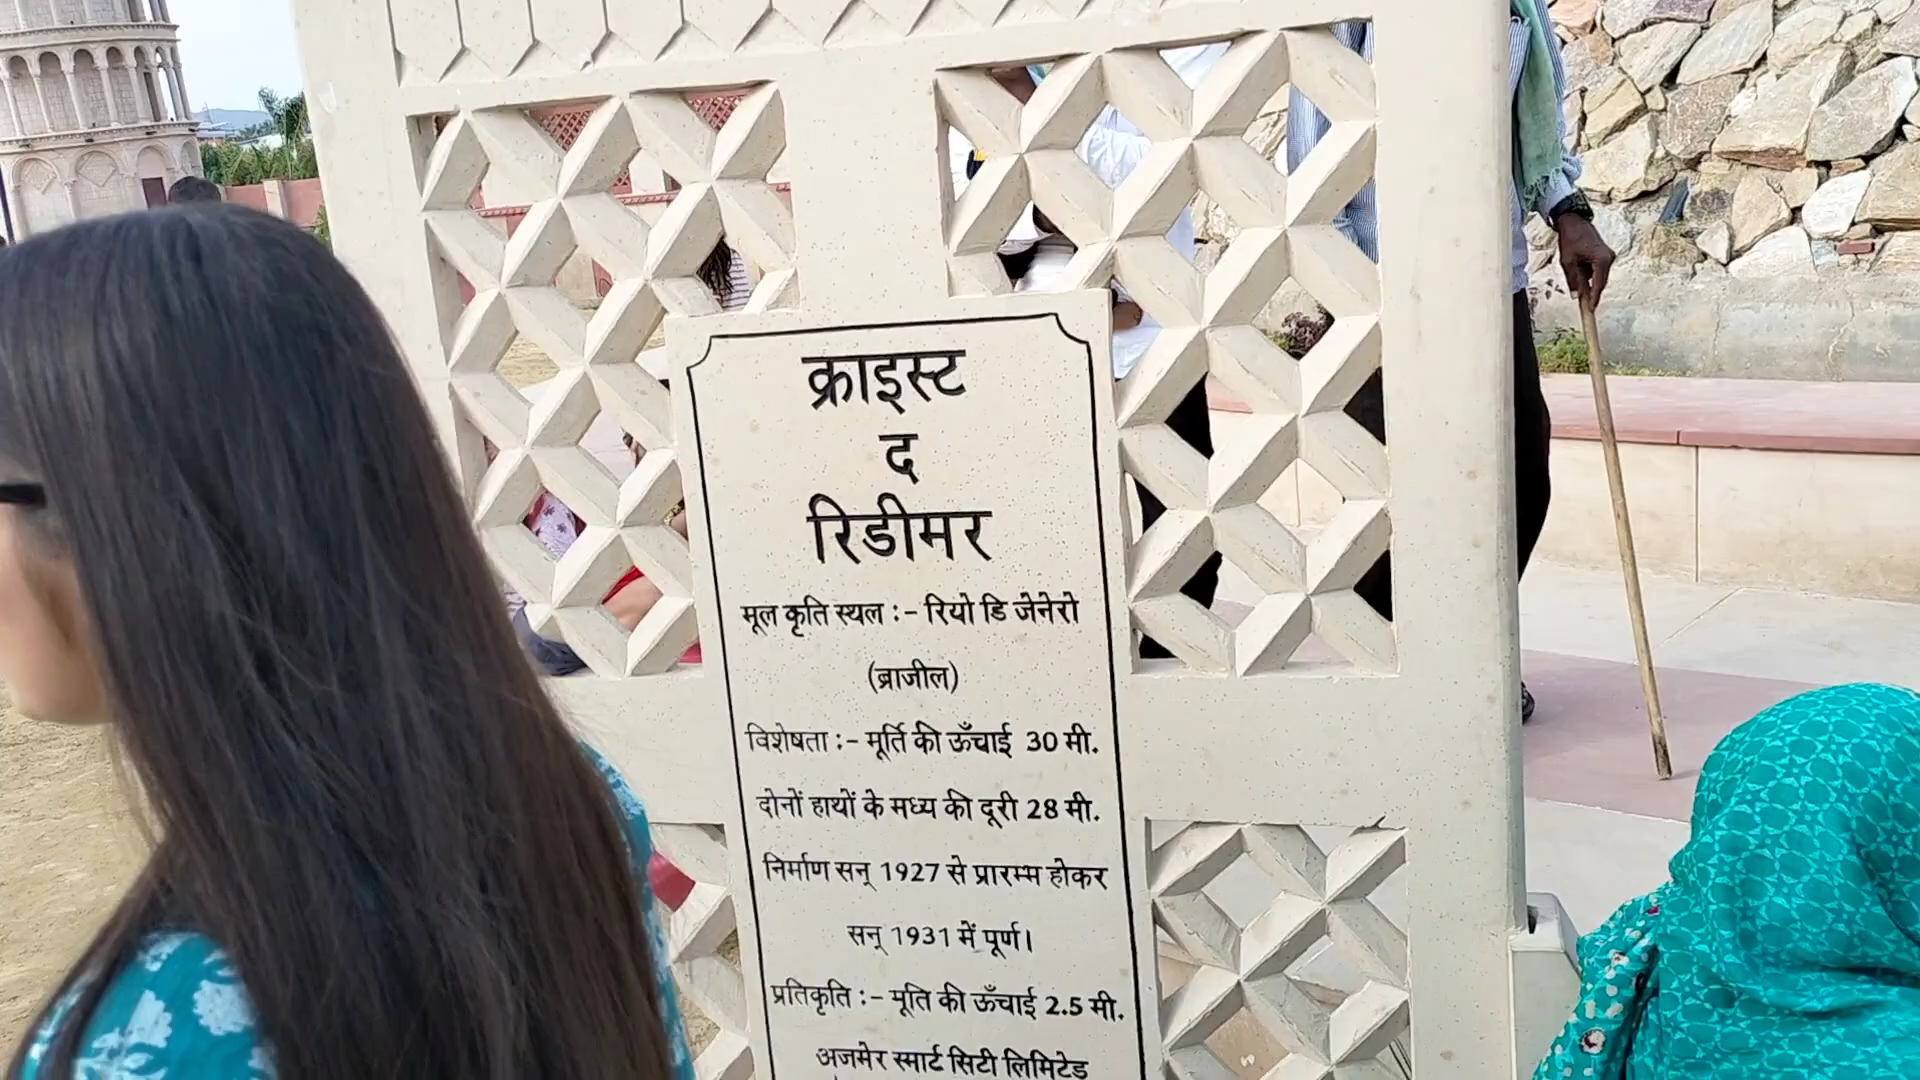 क्राइस्ट
द
रिडीमर
मूल कृति स्थल :- रियो डि जेनेरो
(ब्राजील)
विशेषता :- मूर्ति की ऊँचाई 30 मी.
दोनों हाथों के मध्य की दूरी 28 मी.
निर्माण सन् 1927 से प्रारम्भ होकर
सन् 1931 में पूर्ण।
प्रतिकृति :- मूति की ऊँचाई 2.5 मी.
अजमेर स्मार्ट सिटी लिमिटेड